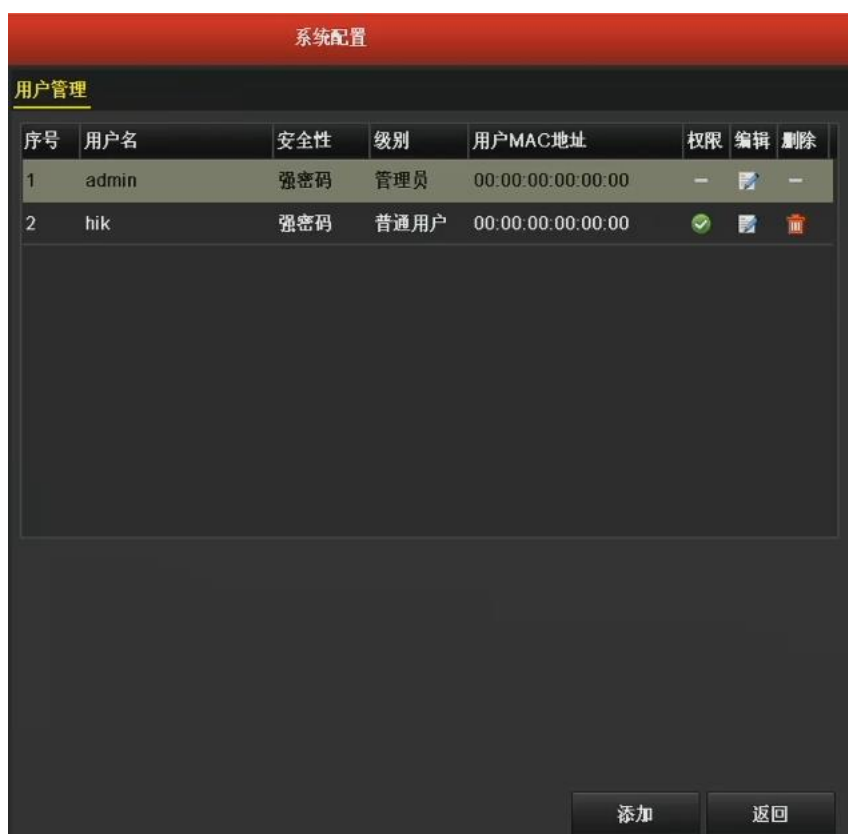 系统配置
用户管理
序号 用户名 安全性 级别 用户MAC地址 权限 编辑 删除
1 admin 强密码 管理员 00:00:00:00:00:00 – –
2 hik 强密码 普通用户 00:00:00:00:00:00
添加 返回